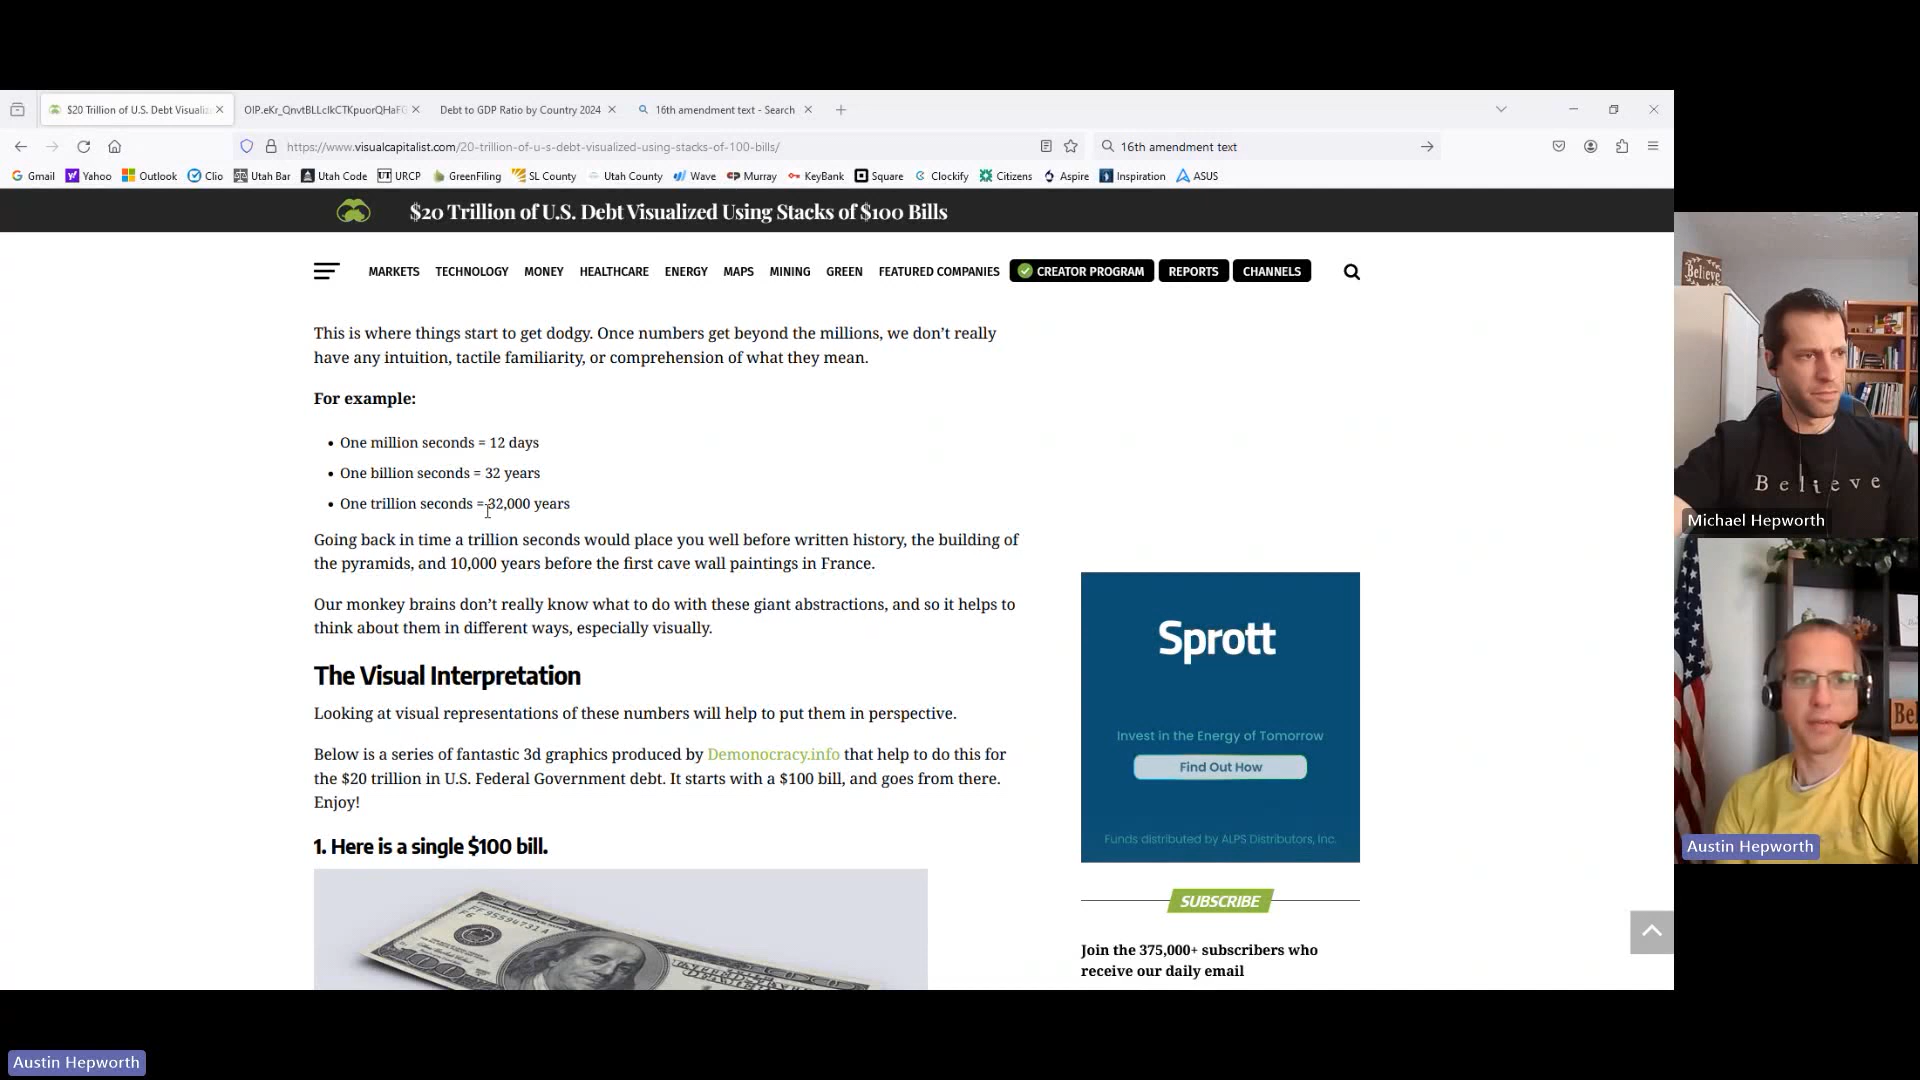 $20 Trillion of U.S. Debt Visualiz
OIP.eKr_QnvtBLLclkCTKpuorQHaFG
Debt to GDP Ratio by Country 2024
16th amendment text - Search
https://www.visualcapitalist.com/20-trillion-of-u-s-debt-visualized-using-stacks-of-100-bills/
16th amendment text
Gmail Yahoo Outlook Clio Utah Bar Utah Code URCP GreenFiling SL County Utah County Wave Murray KeyBank Square Clockify Citizens Aspire Inspiration ASUS
$20 Trillion of U.S. Debt Visualized Using Stacks of $100 Bills
MARKETS TECHNOLOGY MONEY HEALTHCARE ENERGY MAPS MINING GREEN FEATURED COMPANIES CREATOR PROGRAM REPORTS CHANNELS
This is where things start to get dodgy. Once numbers get beyond the millions, we don’t really
have any intuition, tactile familiarity, or comprehension of what they mean.
For example:
• One million seconds = 12 days
• One billion seconds = 32 years
• One trillion seconds = 32,000 years
Going back in time a trillion seconds would place you well before written history, the building of
the pyramids, and 10,000 years before the first cave wall paintings in France.
Our monkey brains don’t really know what to do with these giant abstractions, and so it helps to
think about them in different ways, especially visually.
The Visual Interpretation
Looking at visual representations of these numbers will help to put them in perspective.
Below is a series of fantastic 3d graphics produced by Demonocracy.info that help to do this for
the $20 trillion in U.S. Federal Government debt. It starts with a $100 bill, and goes from there.
Enjoy!
1. Here is a single $100 bill.
FF 95594731 A
F6
100
Sprott
Invest in the Energy of Tomorrow
Find Out How
Funds distributed by ALPS Distributors, Inc.
SUBSCRIBE
Join the 375,000+ subscribers who
receive our daily email
Believe
Believe
Michael Hepworth
Bel
Austin Hepworth
Austin Hepworth